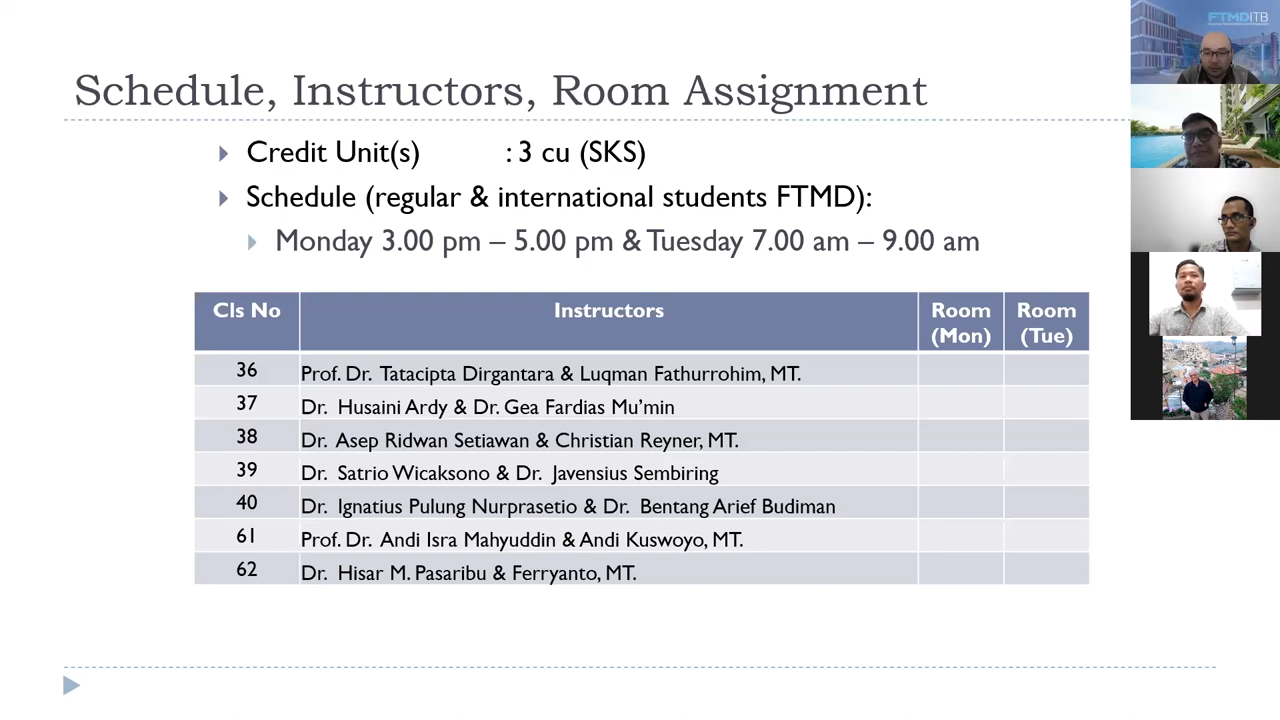 FTMDITB
Schedule, Instructors, Room Assignment
Credit Unit(s) : 3 cu (SKS)
Schedule (regular & international students FTMD):
Monday 3.00 pm – 5.00 pm & Tuesday 7.00 am – 9.00 am
Cls No Instructors Room (Mon) Room (Tue)
36 Prof. Dr. Tatacipta Dirgantara & Luqman Fathurrohim, MT.
37 Dr. Husaini Ardy & Dr. Gea Fardias Mu’min
38 Dr. Asep Ridwan Setiawan & Christian Reyner, MT.
39 Dr. Satrio Wicaksono & Dr. Javensius Sembiring
40 Dr. Ignatius Pulung Nurprasetio & Dr. Bentang Arief Budiman
61 Prof. Dr. Andi Isra Mahyuddin & Andi Kuswoyo, MT.
62 Dr. Hisar M. Pasaribu & Ferryanto, MT.